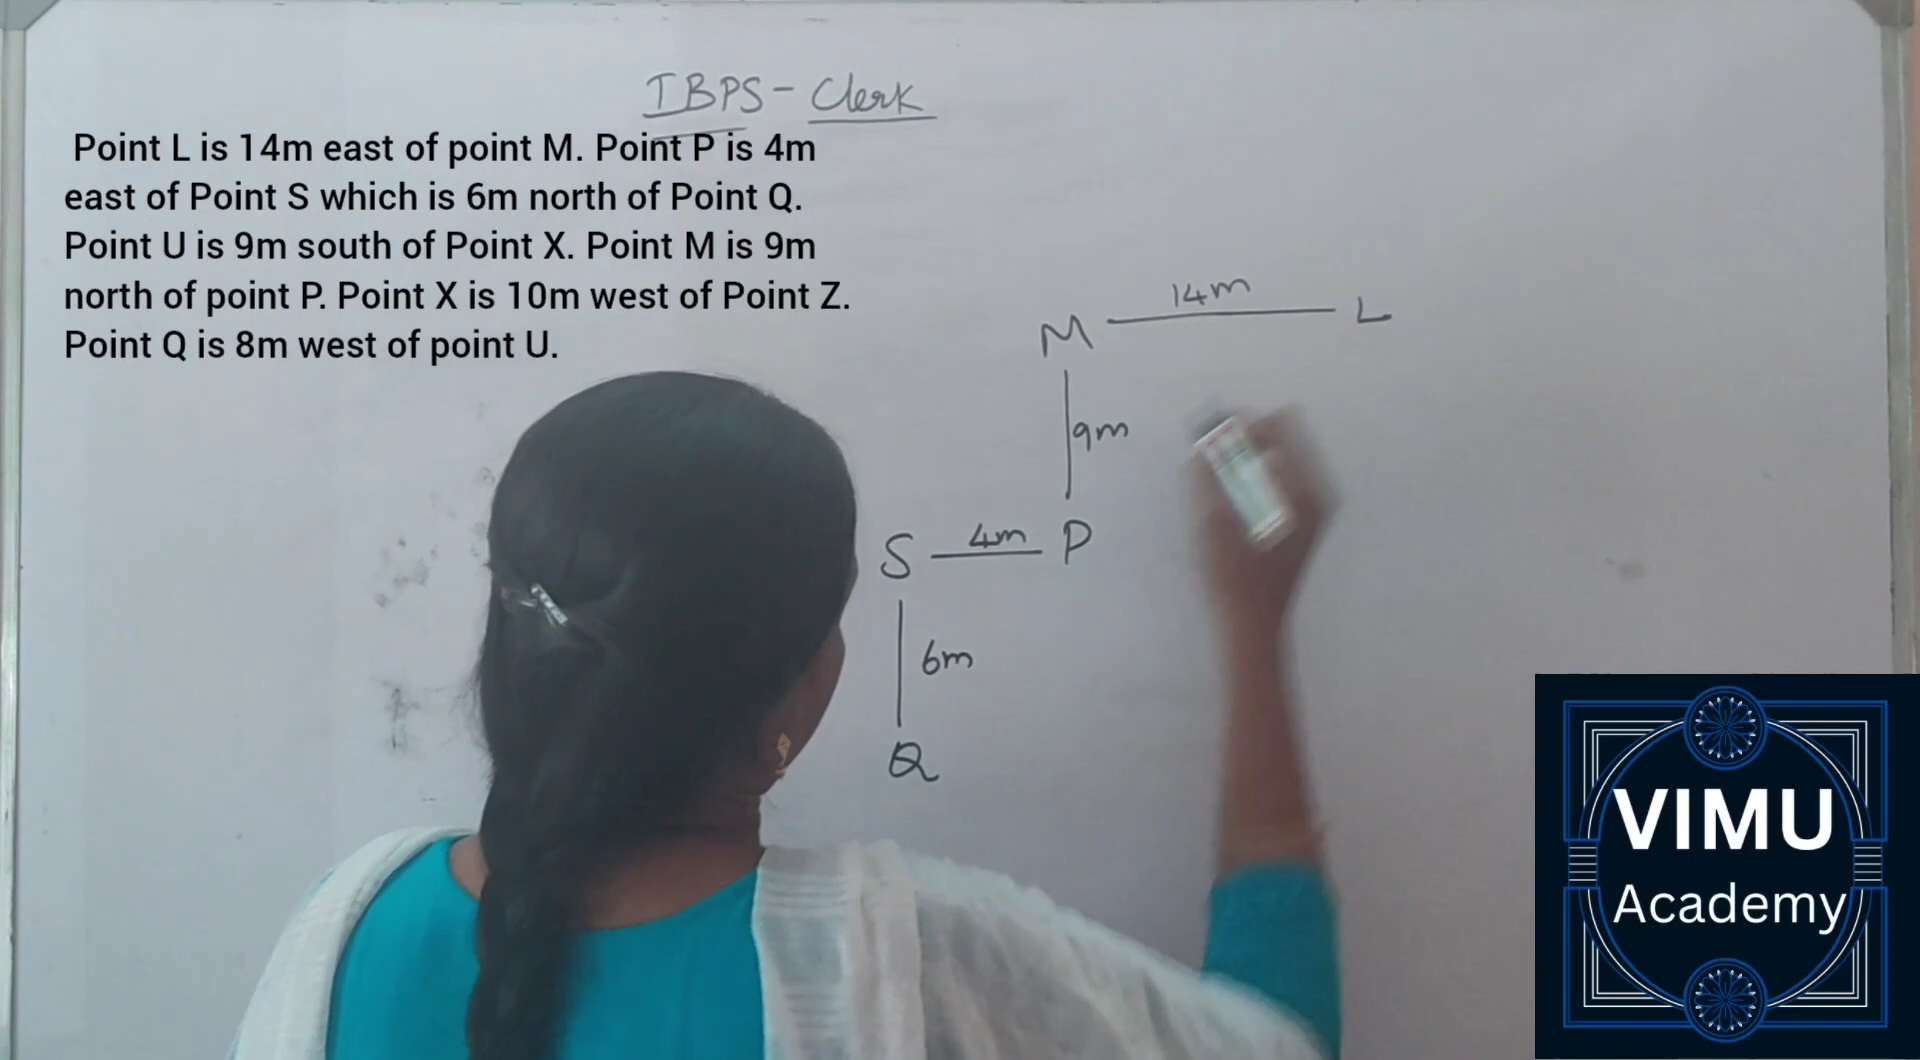 IBPS - Clerk
Point L is 14m east of point M. Point P is 4m
east of Point S which is 6m north of Point Q.
Point U is 9m south of Point X. Point M is 9m
north of point P. Point X is 10m west of Point Z.
Point Q is 8m west of point U.
14m
M
L
9m
S
4m
P
6m
Q
VIMU
Academy